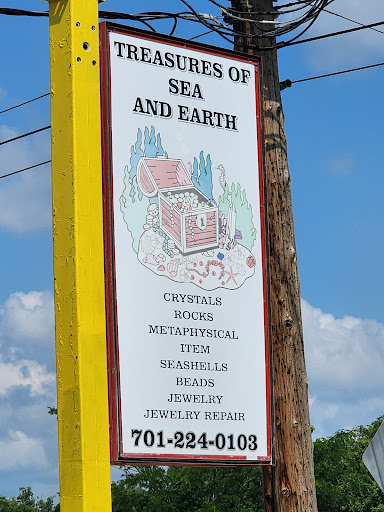 TREASURES OF
SEA
AND EARTH
CRYSTALS
ROCKS
METAPHYSICAL
ITEM
SEASHELLS
BEADS
JEWELRY
JEWELRY REPAIR
701-224-0103